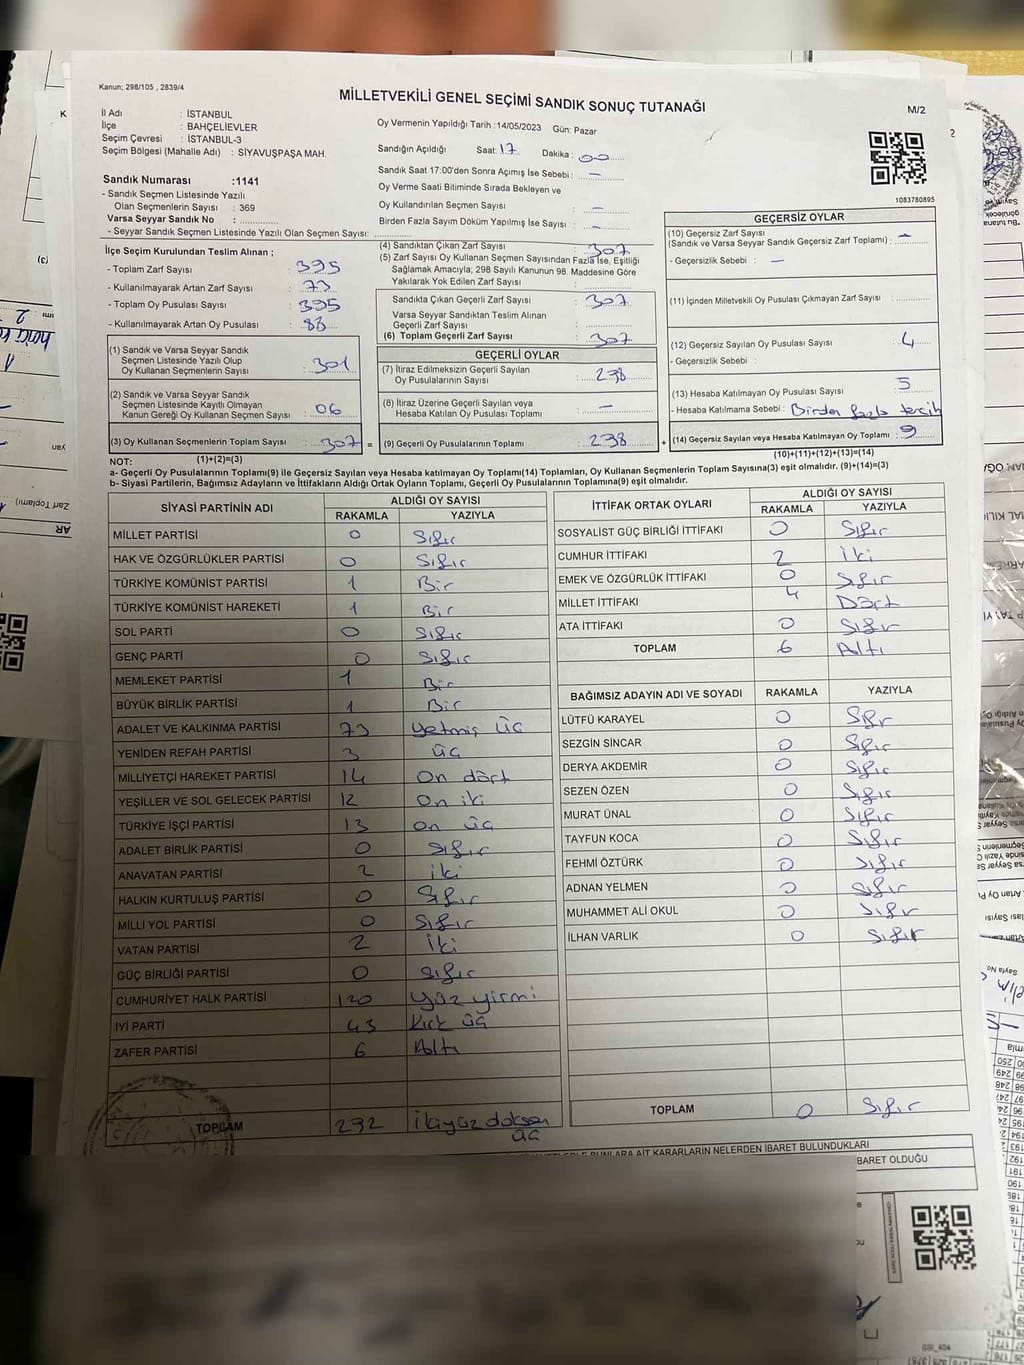 Kanun; 298/105 , 2839/4
MİLLETVEKİLİ GENEL SEÇİMİ SANDIK SONUÇ TUTANAĞI
M/2
İl Adı : İSTANBUL
İlçe : BAHÇELİEVLER
Seçim Çevresi : İSTANBUL-3
Seçim Bölgesi (Mahalle Adı) : SİYAVUŞPAŞA MAH.
Oy Vermenin Yapıldığı Tarih :14/05/2023 Gün: Pazar
Sandığın Açıldığı Saat: 17 Dakika : 00
Sandık Saat 17:00'den Sonra Açımış İse Sebebi : –
Oy Verme Saati Bitiminde Sırada Bekleyen ve
Oy Kullandırılan Seçmen Sayısı : –
Birden Fazla Sayım Döküm Yapılmış İse Sayısı : –
1083780895
Sandık Numarası :1141
- Sandık Seçmen Listesinde Yazılı
Olan Seçmenlerin Sayısı : 369
Varsa Seyyar Sandık No :
- Seyyar Sandık Seçmen Listesinde Yazılı Olan Seçmen Sayısı:
İlçe Seçim Kurulundan Teslim Alınan ;
- Toplam Zarf Sayısı : 395
- Kullanılmayarak Artan Zarf Sayısı : 73
- Toplam Oy Pusulası Sayısı : 395
- Kullanılmayarak Artan Oy Pusulası : 88
(1) Sandık ve Varsa Seyyar Sandık
Seçmen Listesinde Yazılı Olup
Oy Kullanan Seçmenlerin Sayısı : 301
(2) Sandık ve Varsa Seyyar Sandık
Seçmen Listesinde Kayıtlı Olmayan
Kanun Gereği Oy Kullanan Seçmen Sayısı : 06
(3) Oy Kullanan Seçmenlerin Toplam Sayısı : 307 =
(1)+(2)=(3)
(4) Sandıktan Çıkan Zarf Sayısı : 307
(5) Zarf Sayısı Oy Kullanan Seçmen Sayısından Fazla İse, Eşitliği
Sağlamak Amacıyla; 298 Sayılı Kanunun 98. Maddesine Göre
Yakılarak Yok Edilen Zarf Sayısı :
Sandıkta Çıkan Geçerli Zarf Sayısı : 307
Varsa Seyyar Sandıktan Teslim Alınan
Geçerli Zarf Sayısı :
(6) Toplam Geçerli Zarf Sayısı : 307
GEÇERLİ OYLAR
(7) İtiraz Edilmeksizin Geçerli Sayılan
Oy Pusulalarının Sayısı : 298
(8) İtiraz Üzerine Geçerli Sayılan veya
Hesaba Katılan Oy Pusulası Toplamı : –
(9) Geçerli Oy Pusulalarının Toplamı : 298 +
GEÇERSİZ OYLAR
(10) Geçersiz Zarf Sayısı
(Sandık ve Varsa Seyyar Sandık Geçersiz Zarf Toplamı) : –
- Geçersizlik Sebebi : –
(11) İçinden Milletvekili Oy Pusulası Çıkmayan Zarf Sayısı :
(12) Geçersiz Sayılan Oy Pusulası Sayısı : 4
- Geçersizlik Sebebi :
(13) Hesaba Katılmayan Oy Pusulası Sayısı : 5
- Hesaba Katılmama Sebebi : Birden fazla tercih
(14) Geçersiz Sayılan veya Hesaba Katılmayan Oy Toplamı : 9
(10)+(11)+(12)+(13)=(14)
NOT:
a- Geçerli Oy Pusulalarının Toplamı(9) ile Geçersiz Sayılan veya Hesaba katılmayan Oy Toplamı(14) Toplamları, Oy Kullanan Seçmenlerin Toplam Sayısına(3) eşit olmalıdır. (9)+(14)=(3)
b- Siyasi Partilerin, Bağımsız Adayların ve İttifakların Aldığı Ortak Oyların Toplamı, Geçerli Oy Pusulalarının Toplamına(9) eşit olmalıdır.
SİYASİ PARTİNİN ADI ALDIĞI OY SAYISI
RAKAMLA YAZIYLA
MİLLET PARTİSİ 0 Sıfır
HAK VE ÖZGÜRLÜKLER PARTİSİ 0 Sıfır
TÜRKİYE KOMÜNİST PARTİSİ 1 Bir
TÜRKİYE KOMÜNİST HAREKETİ 1 Bir
SOL PARTİ 0 Sıfır
GENÇ PARTİ 0 Sıfır
MEMLEKET PARTİSİ 1 Bir
BÜYÜK BİRLİK PARTİSİ 1 Bir
ADALET VE KALKINMA PARTİSİ 73 yetmiş üç
YENİDEN REFAH PARTİSİ 3 üç
MİLLİYETÇİ HAREKET PARTİSİ 14 On dört
YEŞİLLER VE SOL GELECEK PARTİSİ 12 On iki
TÜRKİYE İŞÇİ PARTİSİ 13 on üç
ADALET BİRLİK PARTİSİ 0 Sıfır
ANAVATAN PARTİSİ 2 iki
HALKIN KURTULUŞ PARTİSİ 0 Sıfır
MİLLİ YOL PARTİSİ 0 Sıfır
VATAN PARTİSİ 2 İki
GÜÇ BİRLİĞİ PARTİSİ 0 Sıfır
CUMHURİYET HALK PARTİSİ 120 yüz yirmi
İYİ PARTİ 43 Kırk üç
ZAFER PARTİSİ 6 Altı
TOPLAM 292 İkiyüz doksan
üç
İTTİFAK ORTAK OYLARI ALDIĞI OY SAYISI
RAKAMLA YAZIYLA
SOSYALİST GÜÇ BİRLİĞİ İTTİFAKI 0 Sıfır
CUMHUR İTTİFAKI 2 İki
EMEK VE ÖZGÜRLÜK İTTİFAKI 0 Sıfır
MİLLET İTTİFAKI 4 Dört
ATA İTTİFAKI 0 Sıfır
TOPLAM 6 Altı
BAĞIMSIZ ADAYIN ADI VE SOYADI RAKAMLA YAZIYLA
LÜTFÜ KARAYEL 0 Sıfır
SEZGİN SİNCAR 0 Sıfır
DERYA AKDEMİR 0 Sıfır
SEZEN ÖZEN 0 Sıfır
MURAT ÜNAL 0 Sıfır
TAYFUN KOCA 0 Sıfır
FEHMİ ÖZTÜRK 0 Sıfır
ADNAN YELMEN 0 Sıfır
MUHAMMET ALİ OKUL 0 Sıfır
İLHAN VARLIK 0 Sıfır
TOPLAM 0 Sıfır
BUNLARA AİT KARARLARIN NELERDEN İBARET BULUNDUKLARI
BARET OLDUĞU